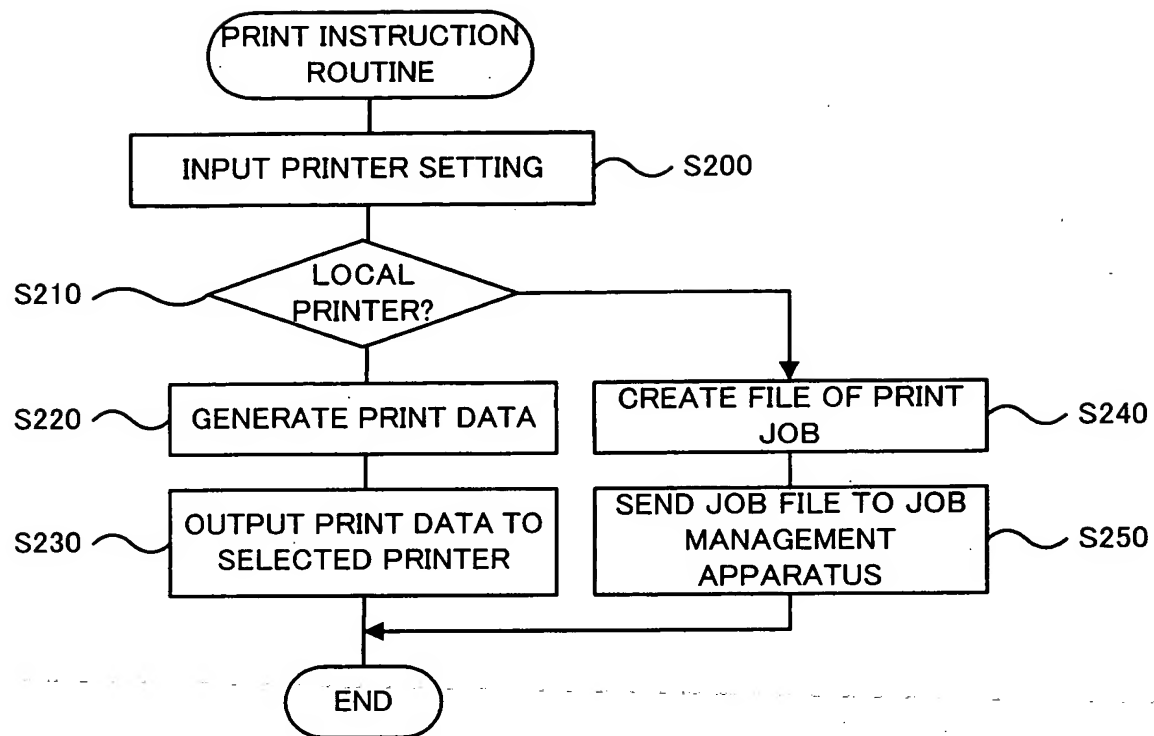 PRINT INSTRUCTION
ROUTINE
INPUT PRINTER SETTING
S200
S210
LOCAL
PRINTER?
S220
GENERATE PRINT DATA
CREATE FILE OF PRINT
JOB
S240
S230
OUTPUT PRINT DATA TO
SELECTED PRINTER
SEND JOB FILE TO JOB
MANAGEMENT
APPARATUS
S250
END